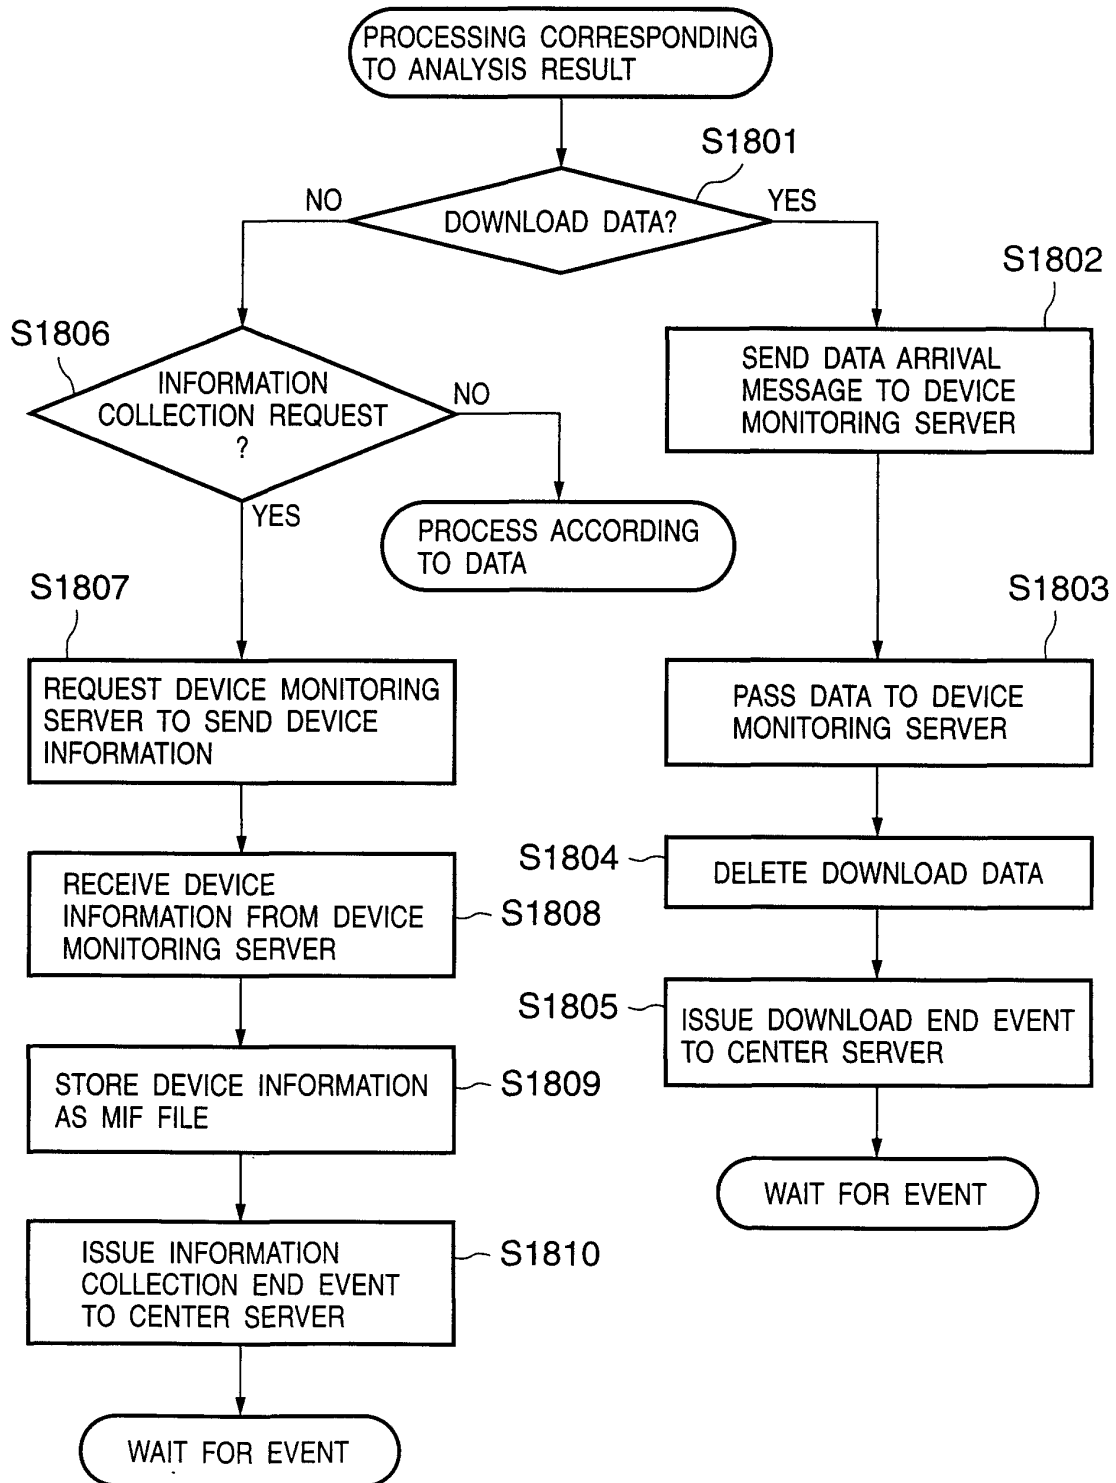 PROCESSING CORRESPONDING
TO ANALYSIS RESULT
S1801
NO
DOWNLOAD DATA?
YES
S1802
SEND DATA ARRIVAL
MESSAGE TO DEVICE
MONITORING SERVER
S1806
INFORMATION
COLLECTION REQUEST
?
NO
YES
PROCESS ACCORDING
TO DATA
S1803
PASS DATA TO DEVICE
MONITORING SERVER
S1807
REQUEST DEVICE MONITORING
SERVER TO SEND DEVICE
INFORMATION
S1804
DELETE DOWNLOAD DATA
RECEIVE DEVICE
INFORMATION FROM DEVICE
MONITORING SERVER
S1808
S1805
ISSUE DOWNLOAD END EVENT
TO CENTER SERVER
STORE DEVICE INFORMATION
AS MIF FILE
S1809
WAIT FOR EVENT
ISSUE INFORMATION
COLLECTION END EVENT
TO CENTER SERVER
S1810
WAIT FOR EVENT